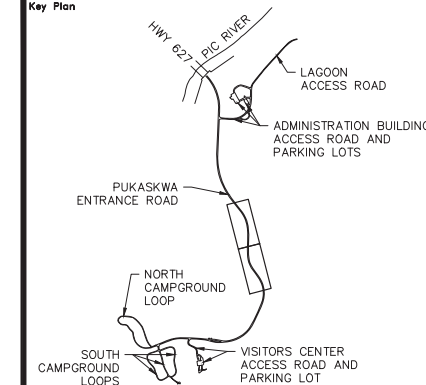 Key Plan
HWY 627
PIC RIVER
LAGOON
ACCESS ROAD
ADMINISTRATION BUILDING
ACCESS ROAD AND
PARKING LOTS
PUKASKWA
ENTRANCE ROAD
NORTH
CAMPGROUND
LOOP
SOUTH
CAMPGROUND
LOOPS
VISITORS CENTER
ACCESS ROAD AND
PARKING LOT